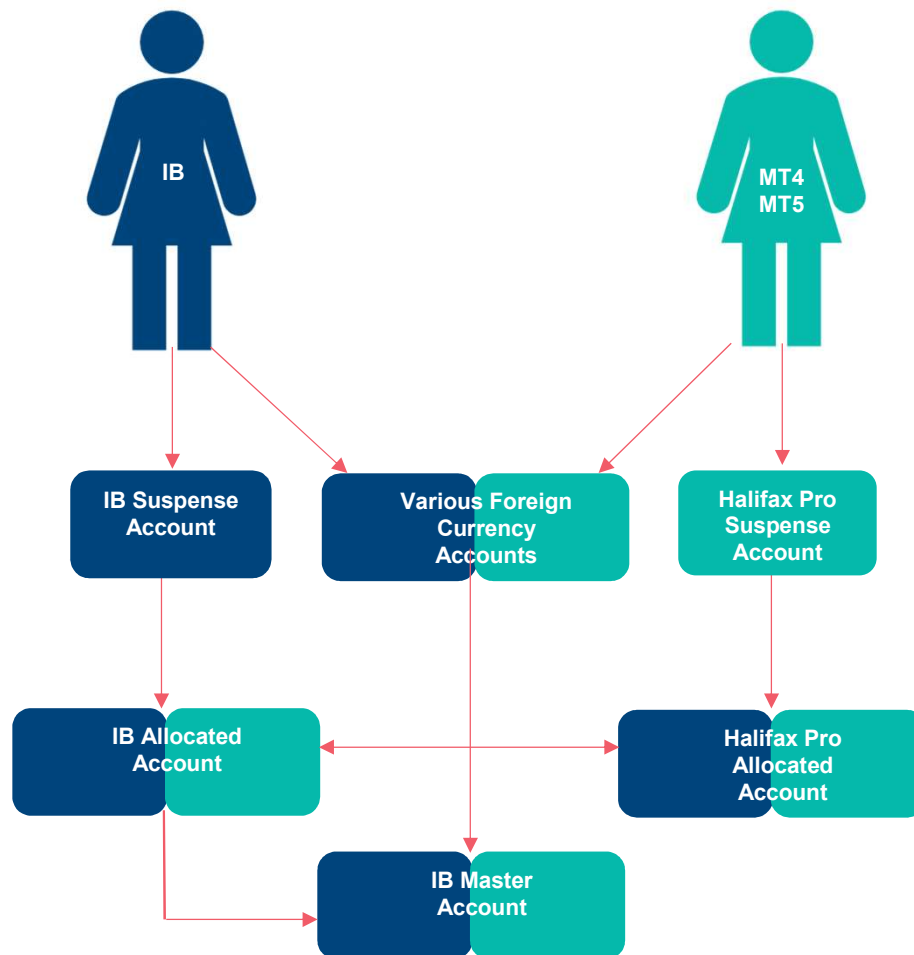 IB
MT4
MT5
IB Suspense
Account
Various Foreign
Currency
Accounts
Halifax Pro
Suspense
Account
IB Allocated
Account
Halifax Pro
Allocated
Account
IB Master
Account